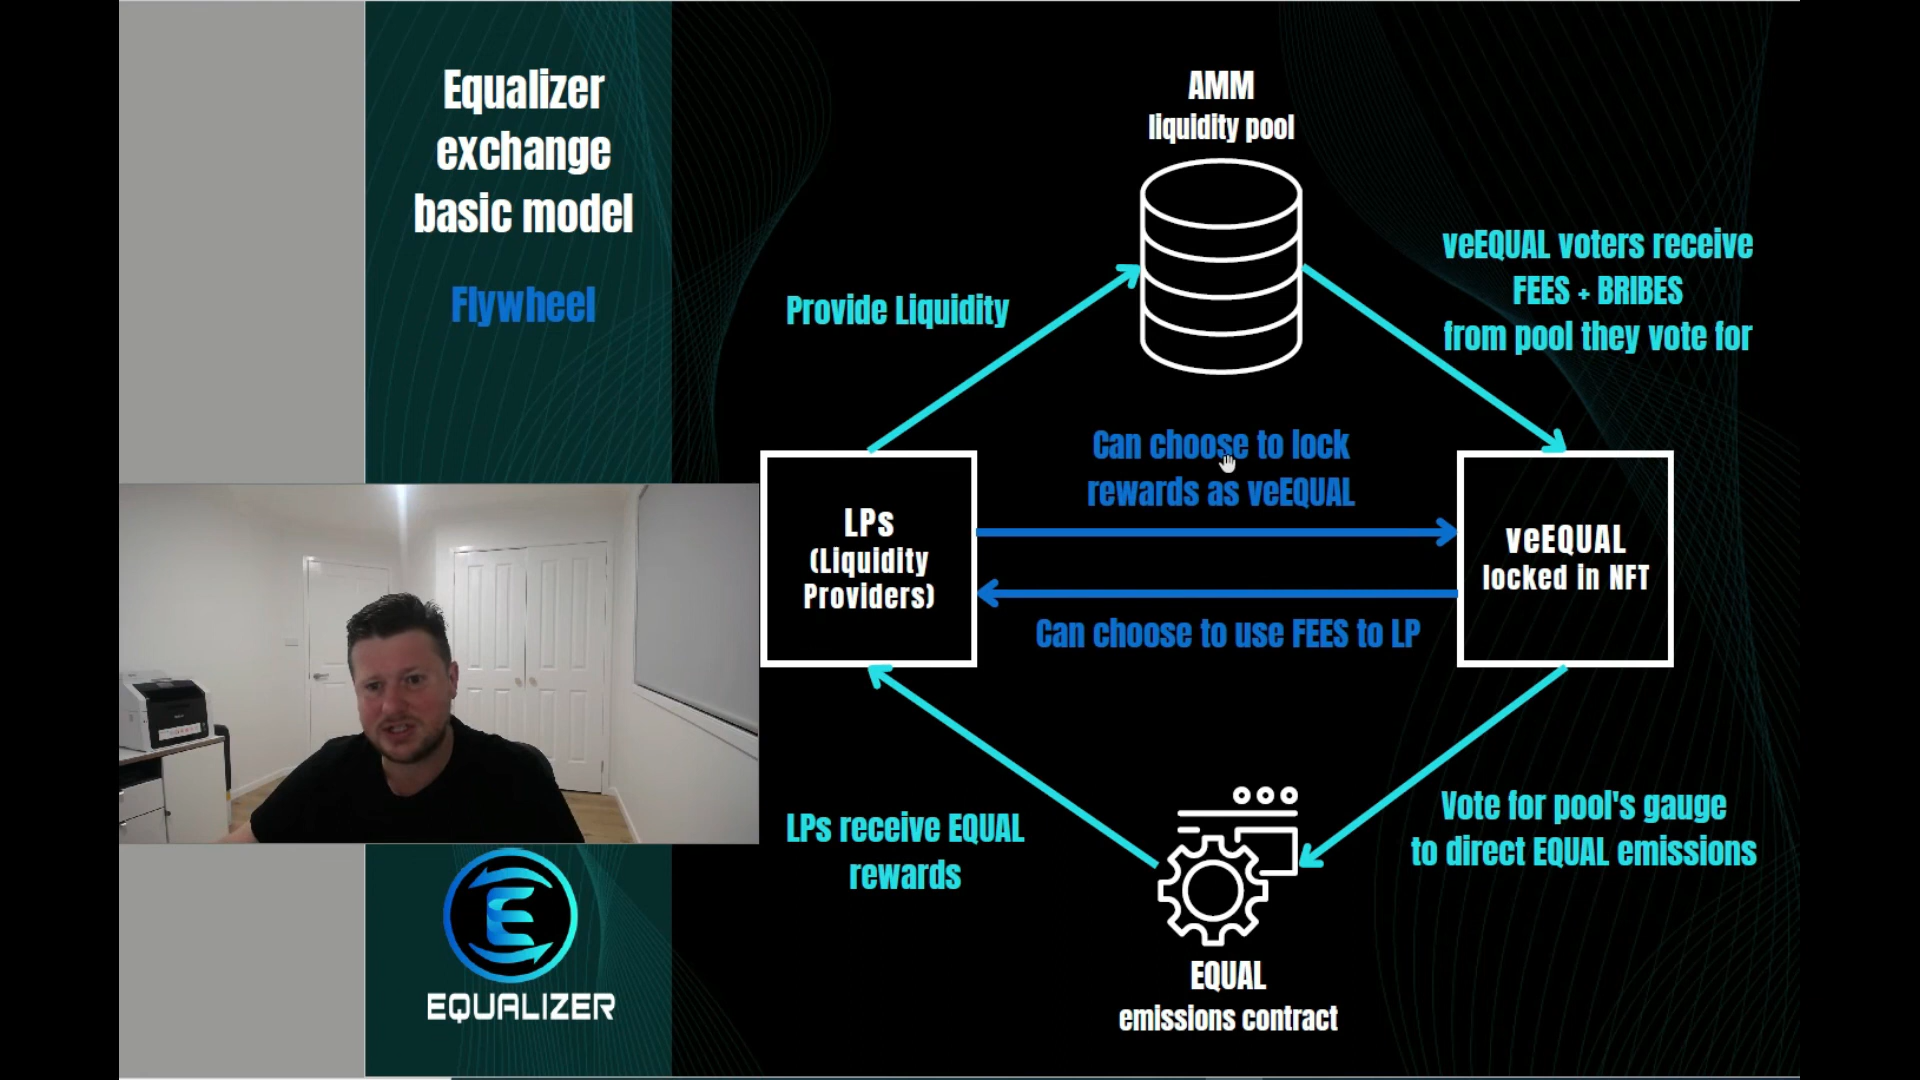 Equalizer
exchange
basic model
Flywheel
AMM
liquidity pool
Provide Liquidity
veEQUAL voters receive
FEES + BRIBES
from pool they vote for
Can choose to lock
rewards as veEQUAL
LPs
(Liquidity
Providers)
veEQUAL
locked in NFT
Can choose to use FEES to LP
LPs receive EQUAL
rewards
Vote for pool's gauge
to direct EQUAL emissions
EQUAL
emissions contract
EQUALIZER